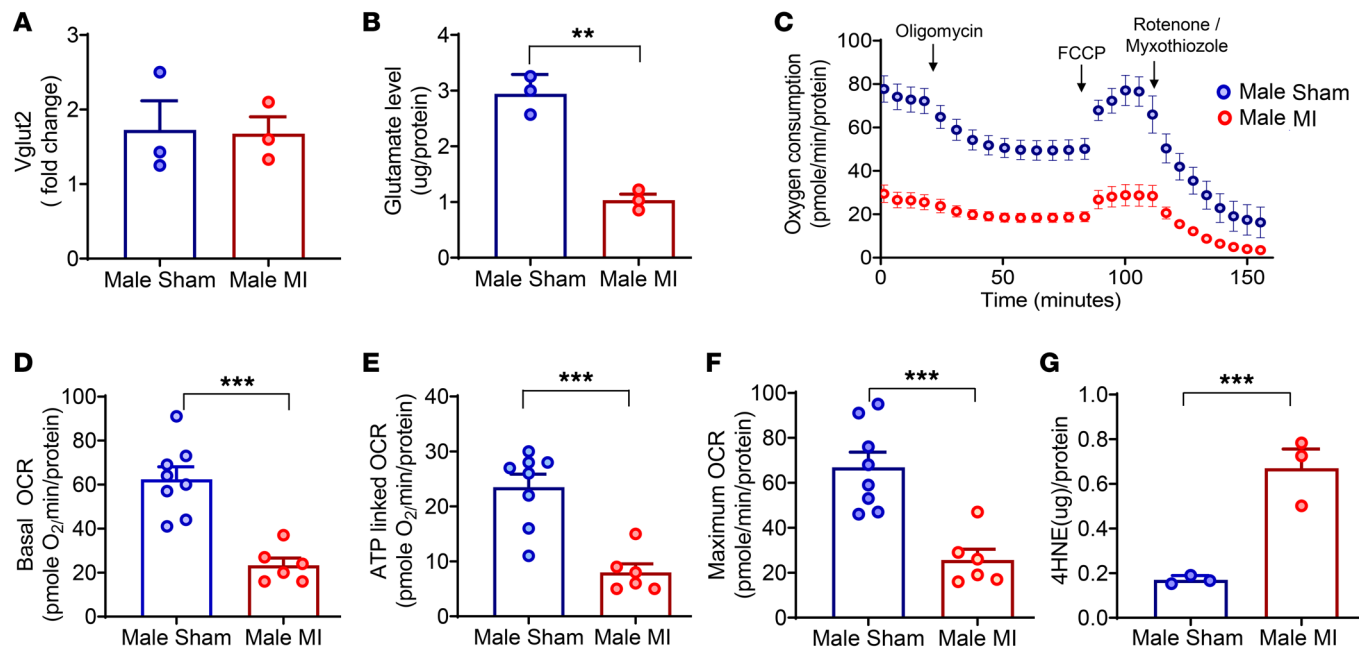 A
Vglut2
( fold change)
3
2
1
0
Male Sham Male MI
B
Glutamate level
(ug/protein)
4
3
2
1
0
**
Male Sham Male MI
C
Oxygen consumption
(pmole/min/protein)
100
80
60
40
20
0
Oligomycin
FCCP
Rotenone /
Myxothiozole
Male Sham
Male MI
0 50 100 150
Time (minutes)
D
Basal OCR
(pmole O2/min/protein)
100
80
60
40
20
0
***
Male Sham Male MI
E
ATP linked OCR
(pmole O2/min/protein)
40
30
20
10
0
***
Male Sham Male MI
F
Maximum OCR
(pmole/min/protein)
100
80
60
40
20
0
***
Male Sham Male MI
G
4HNE(ug)/protein
1.0
0.8
0.6
0.4
0.2
0.0
***
Male Sham Male MI